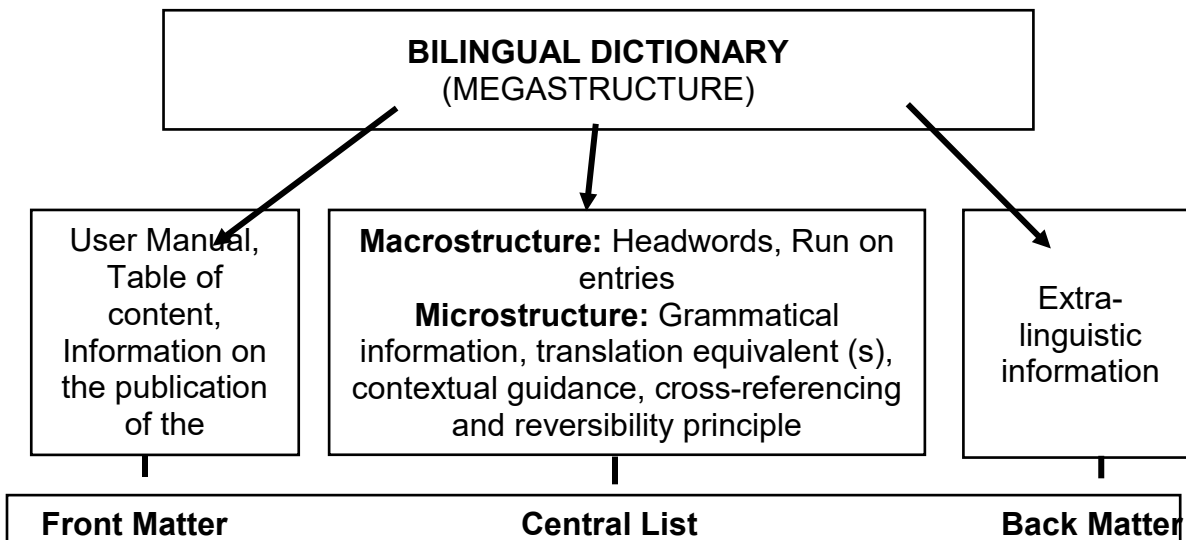 BILINGUAL DICTIONARY
(MEGASTRUCTURE)
User Manual,
Table of
content,
Information on
the publication
of the
Macrostructure: Headwords, Run on
entries
Microstructure: Grammatical
information, translation equivalent (s),
contextual guidance, cross-referencing
and reversibility principle
Extra-
linguistic
information
Front Matter
Central List
Back Matter